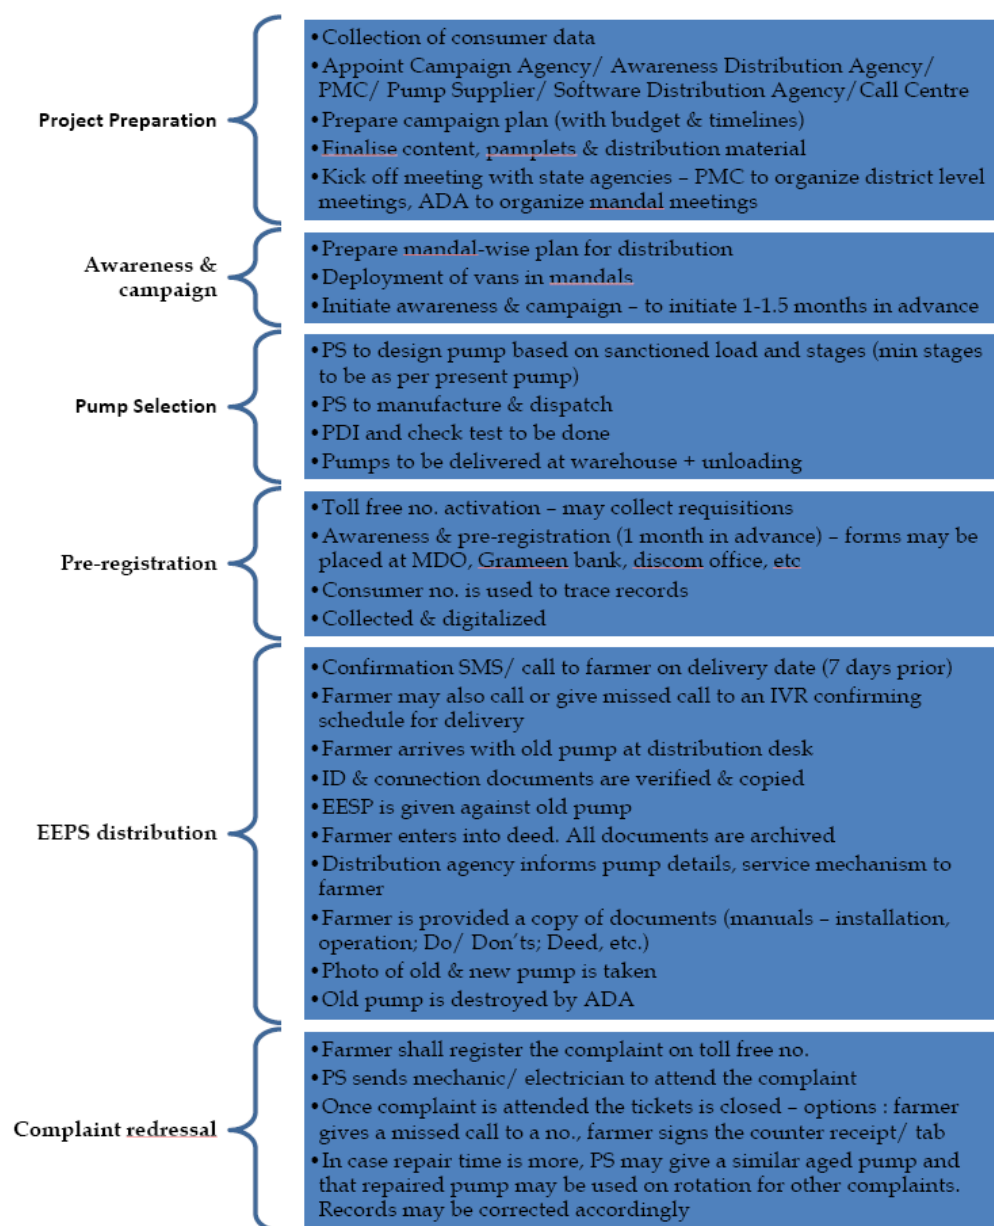 Project Preparation
•Collection of consumer data
•Appoint Campaign Agency/ Awareness Distribution Agency/
PMC/ Pump Supplier/ Software Distribution Agency/Call Centre
•Prepare campaign plan (with budget & timelines)
•Finalise content, pamplets & distribution material
•Kick off meeting with state agencies – PMC to organize district level
meetings, ADA to organize mandal meetings
Awareness &
campaign
•Prepare mandal-wise plan for distribution
•Deployment of vans in mandals
•Initiate awareness & campaign – to initiate 1-1.5 months in advance
Pump Selection
•PS to design pump based on sanctioned load and stages (min stages
to be as per present pump)
•PS to manufacture & dispatch
•PDI and check test to be done
•Pumps to be delivered at warehouse + unloading
Pre-registration
•Toll free no. activation – may collect requisitions
•Awareness & pre-registration (1 month in advance) – forms may be
placed at MDO, Grameen bank, discom office, etc
•Consumer no. is used to trace records
•Collected & digitalized
EEPS distribution
•Confirmation SMS/ call to farmer on delivery date (7 days prior)
•Farmer may also call or give missed call to an IVR confirming
schedule for delivery
•Farmer arrives with old pump at distribution desk
•ID & connection documents are verified & copied
•EESP is given against old pump
•Farmer enters into deed. All documents are archived
•Distribution agency informs pump details, service mechanism to
farmer
•Farmer is provided a copy of documents (manuals – installation,
operation; Do/ Don'ts; Deed, etc.)
•Photo of old & new pump is taken
•Old pump is destroyed by ADA
Complaint redressal
•Farmer shall register the complaint on toll free no.
•PS sends mechanic/ electrician to attend the complaint
•Once complaint is attended the tickets is closed – options : farmer
gives a missed call to a no., farmer signs the counter receipt/ tab
•In case repair time is more, PS may give a similar aged pump and
that repaired pump may be used on rotation for other complaints.
Records may be corrected accordingly